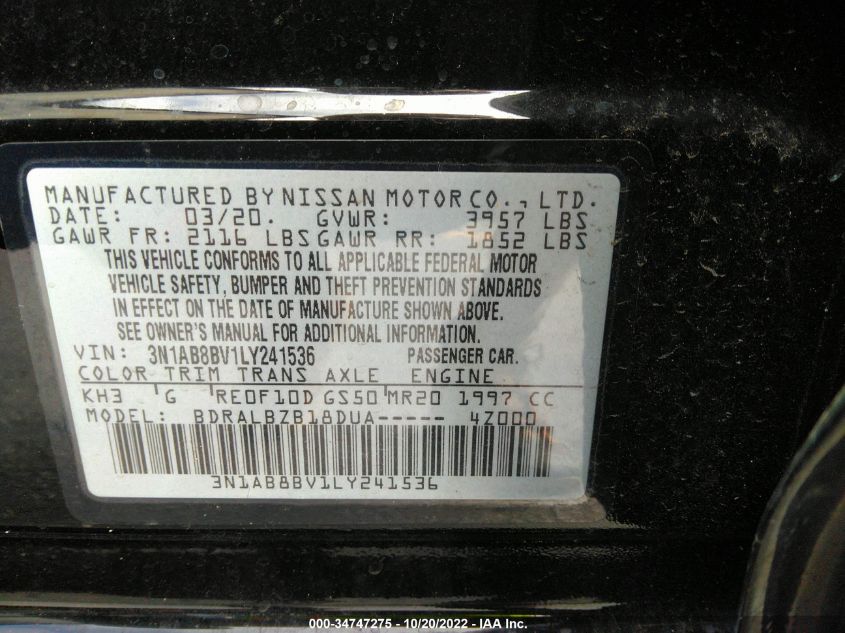 MANUFACTURED BY NISSAN MOTOR CO., LTD.
DATE: 03/20. GVWR: 3957 LBS
GAWR FR: 2116 LBS GAWR RR: 1852 LBS
THIS VEHICLE CONFORMS TO ALL APPLICABLE FEDERAL MOTOR
VEHICLE SAFETY, BUMPER AND THEFT PREVENTION STANDARDS
IN EFFECT ON THE DATE OF MANUFACTURE SHOWN ABOVE.
SEE OWNER'S MANUAL FOR ADDITIONAL INFORMATION.
VIN: 3N1AB8BV1LY241536 PASSENGER CAR.
COLOR TRIM TRANS AXLE ENGINE
KH3 G RE0F10D GS50 MR20 1997 CC
MODEL: BDRALBZB18DUA----- 4Z000
3N1AB8BV1LY241536
000-34747275 - 10/20/2022 - IAA Inc.